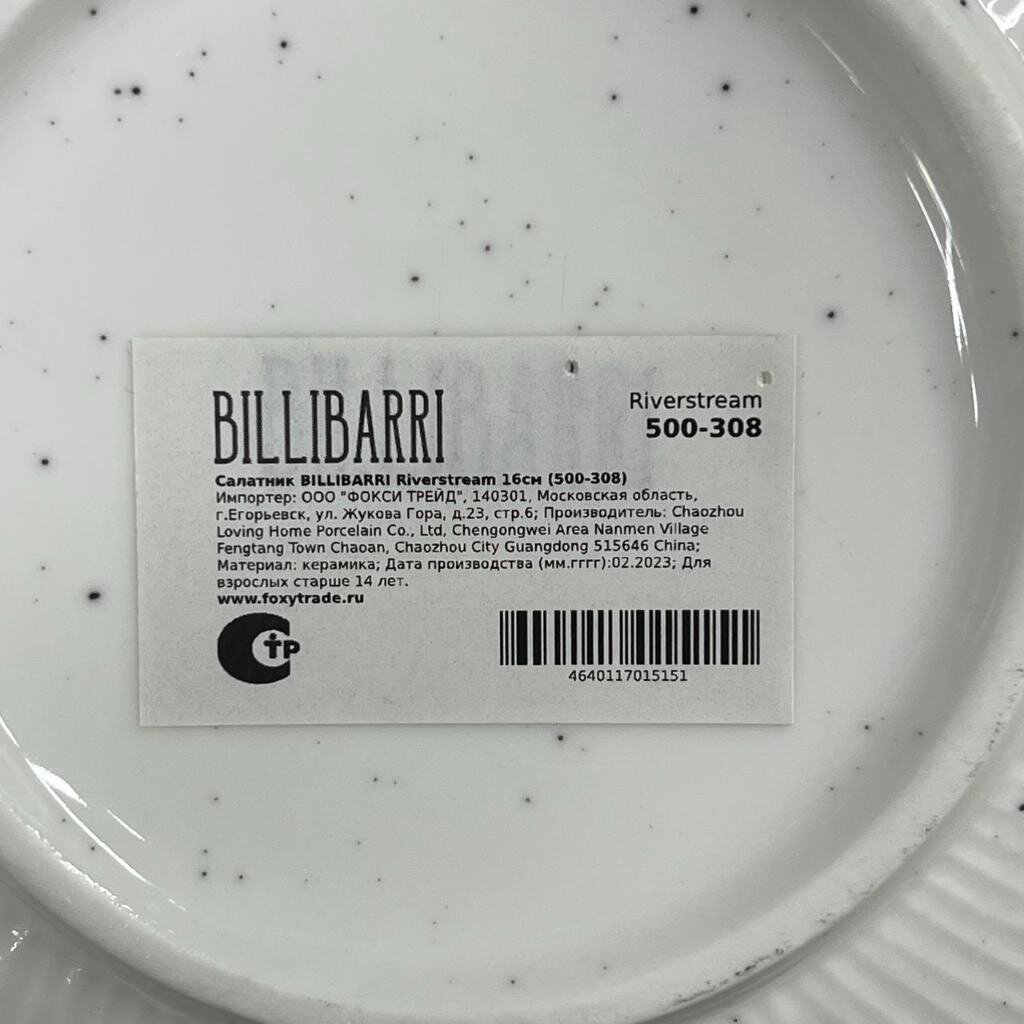 BILLIBARRI
Riverstream
500-308
Салатник BILLIBARRI Riverstream 16см (500-308)
Импортер: ООО "ФОКСИ ТРЕЙД", 140301, Московская область,
г.Егорьевск, ул. Жукова Гора, д.23, стр.6; Производитель: Chaozhou
Loving Home Porcelain Co., Ltd, Chengongwei Area Nanmen Village
Fengtang Town Chaoan, Chaozhou City Guangdong 515646 China;
Материал: керамика; Дата производства (мм.гггг):02.2023; Для
взрослых старше 14 лет.
www.foxytrade.ru
СТР
4640117015151